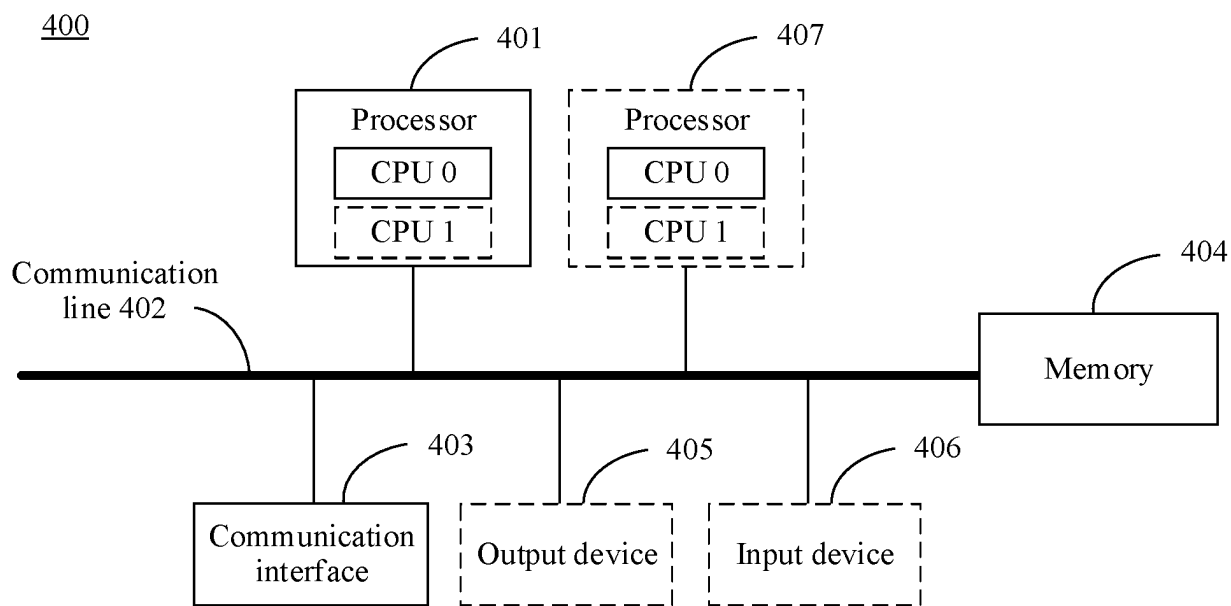 400
401
407
Processor
CPU 0
CPU 1
Processor
CPU 0
CPU 1
Communication
line 402
404
Memory
403
405
406
Communication
interface
Output device
Input device